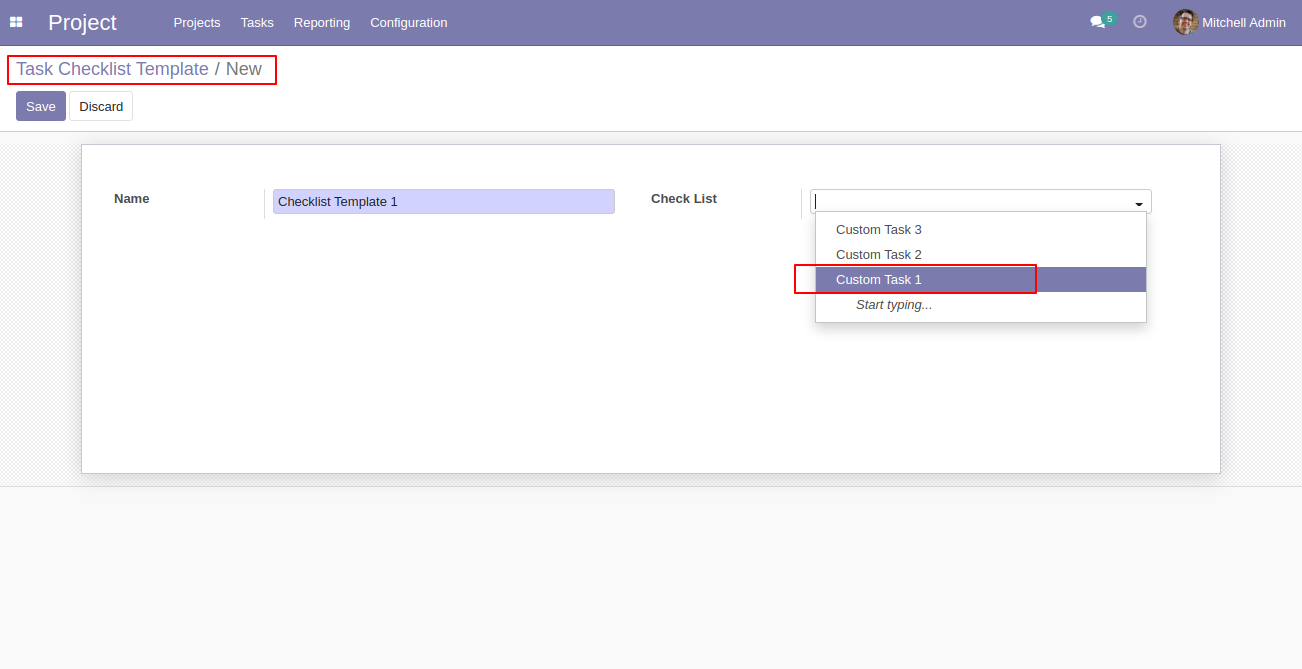 Project Projects Tasks Reporting Configuration 5 Mitchell Admin
Task Checklist Template / New
Save Discard
Name Checklist Template 1 Check List
Custom Task 3
Custom Task 2
Custom Task 1
Start typing...